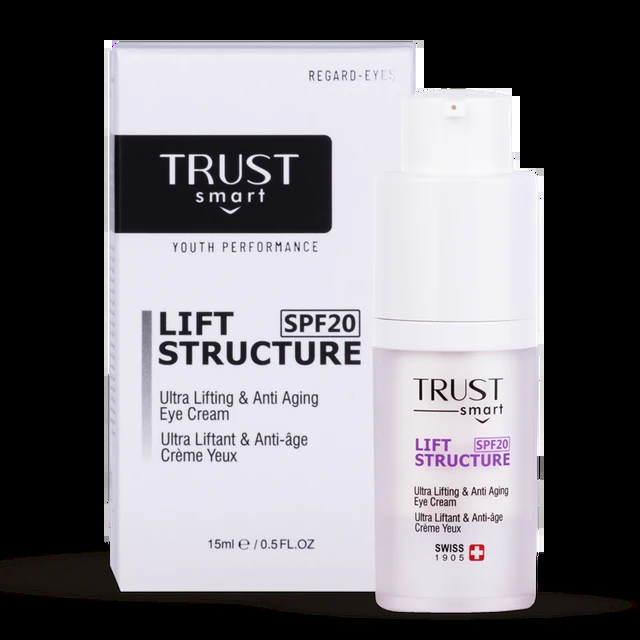 REGARD-EYES
TRUST
smart
YOUTH PERFORMANCE
LIFT SPF20
STRUCTURE
Ultra Lifting & Anti Aging
Eye Cream
Ultra Liftant & Anti-âge
Crème Yeux
15ml ℮ / 0.5 FL.OZ
TRUST
smart
LIFT SPF20
STRUCTURE
Ultra Lifting & Anti Aging
Eye Cream
Ultra Liftant & Anti-âge
Crème Yeux
SWISS
1905